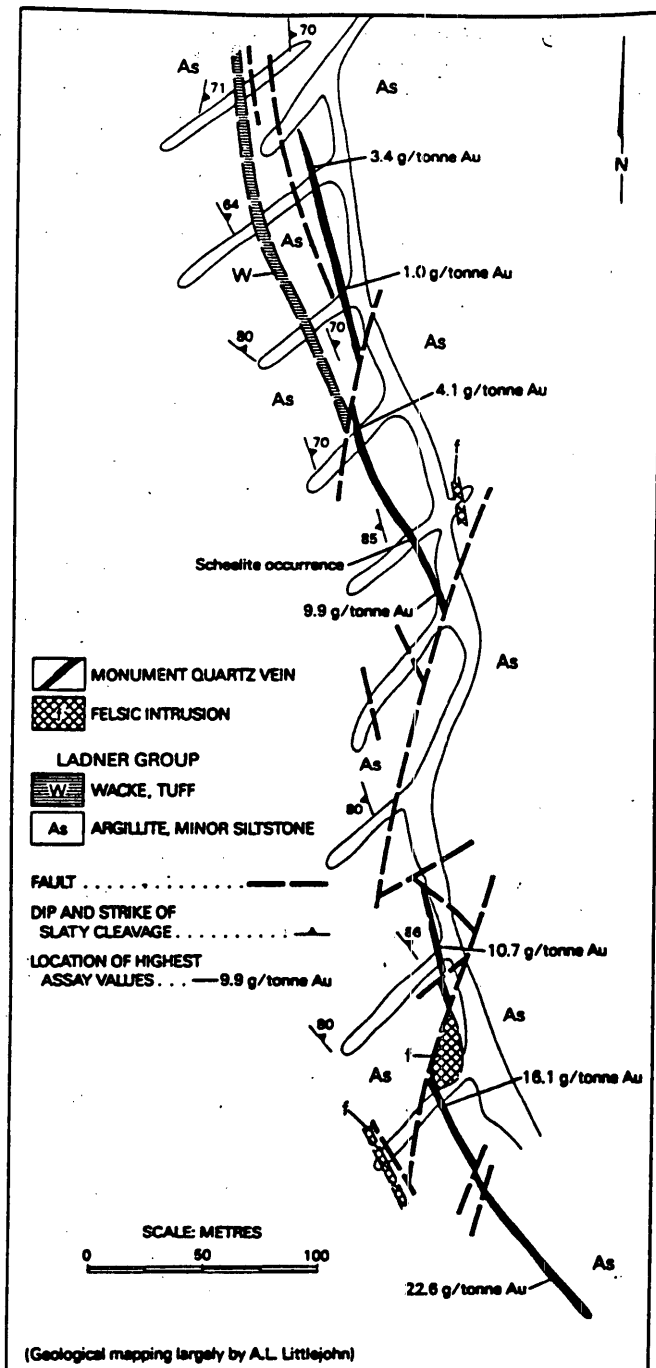 70
As
As
71
3.4 g/tonne Au
N
64
As
W
1.0 g/tonne Au
80
70
As
As
4.1 g/tonne Au
70
f
85
Scheelite occurrence
9.9 g/tonne Au
MONUMENT QUARTZ VEIN
As
f FELSIC INTRUSION
LADNER GROUP
W WACKE, TUFF
As
80
As ARGILLITE, MINOR SILTSTONE
FAULT
DIP AND STRIKE OF
SLATY CLEAVAGE
86
10.7 g/tonne Au
LOCATION OF HIGHEST
ASSAY VALUES . . . 9.9 g/tonne Au
80
As
f
As
16.1 g/tonne Au
f
SCALE: METRES
0 50 100
As
22.6 g/tonne Au
(Geological mapping largely by A.L. Littlejohn)